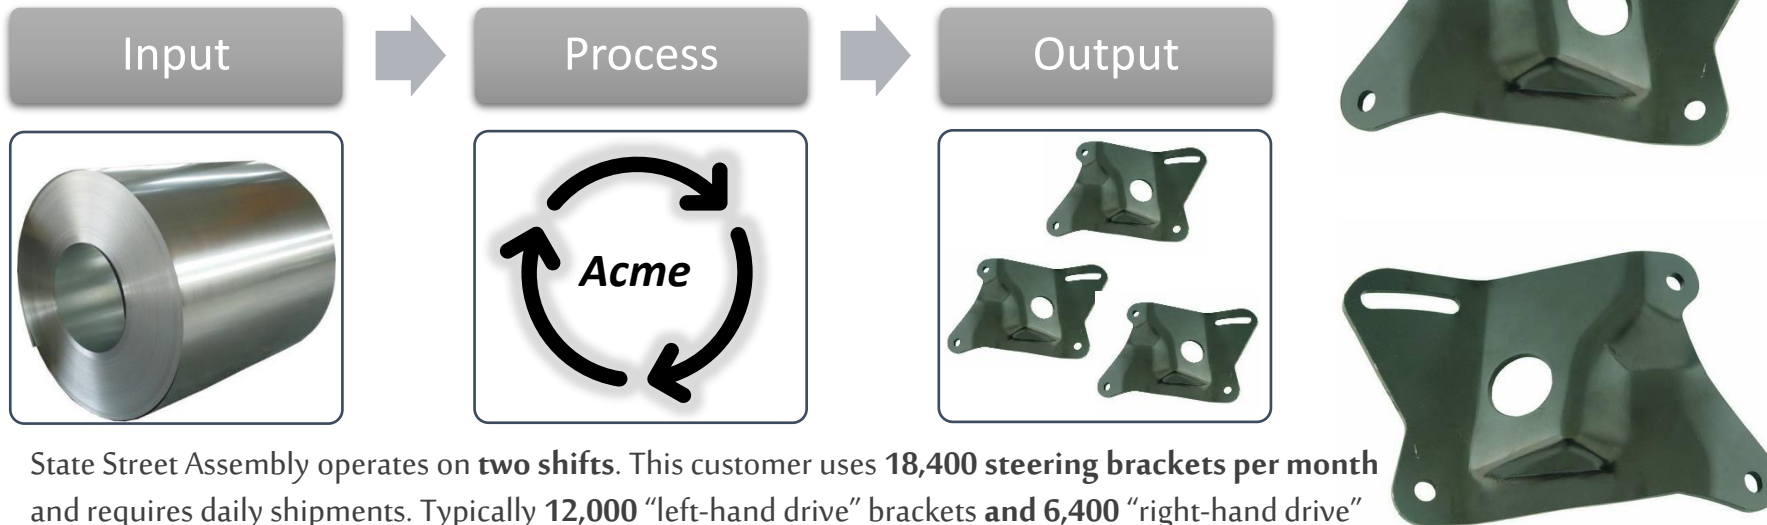 Input
Process
Output
Acme
State Street Assembly operates on two shifts. This customer uses 18,400 steering brackets per month
and requires daily shipments. Typically 12,000 “left-hand drive” brackets and 6,400 “right-hand drive”